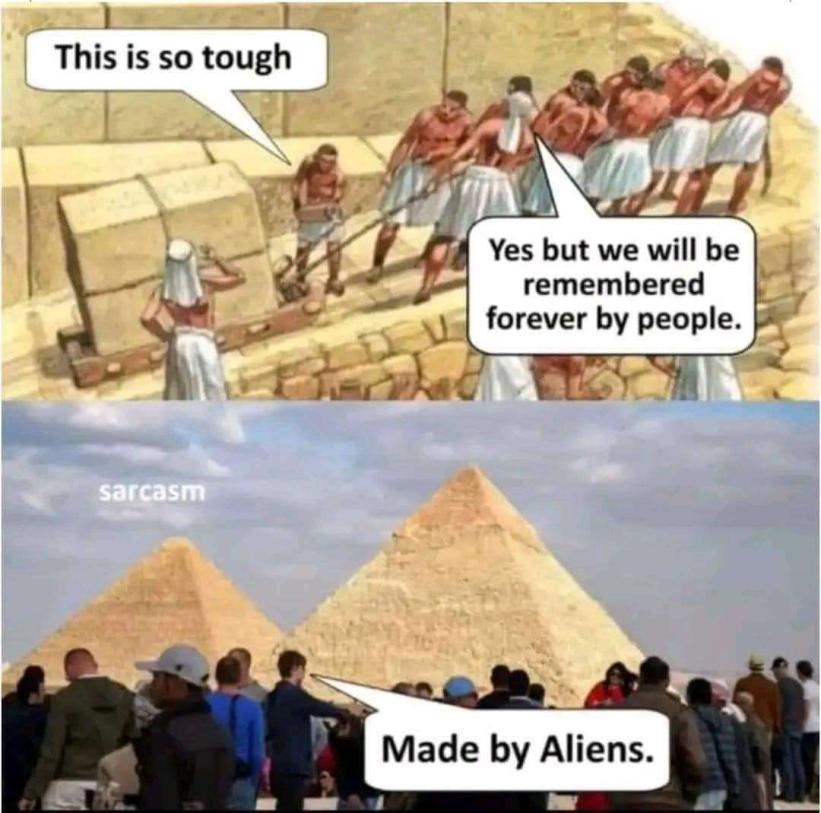 This is so tough
Yes but we will be
remembered
forever by people.
sarcasm
Made by Aliens.